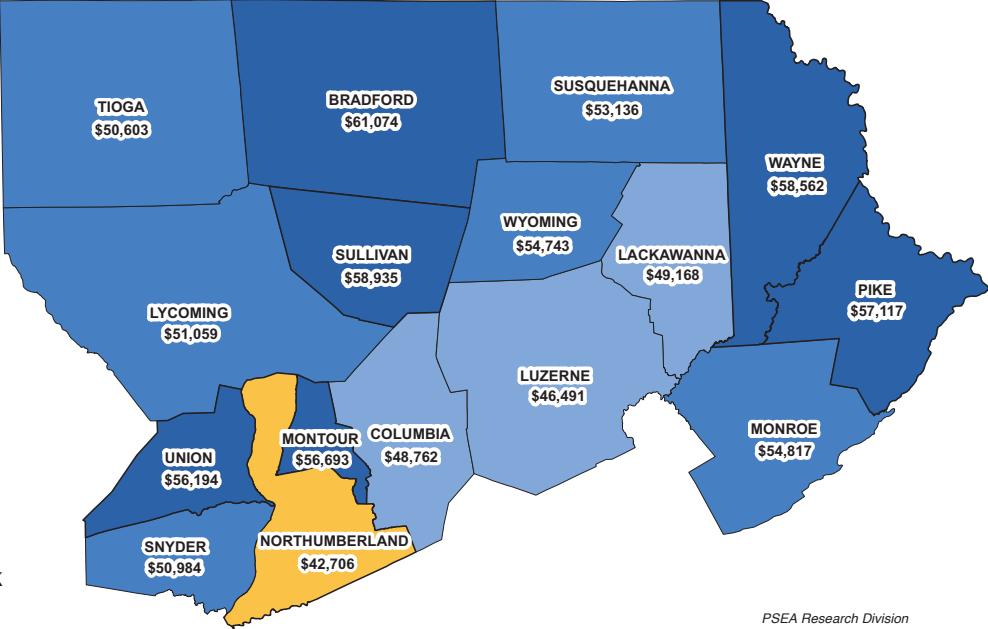 TIOGA
$50,603
BRADFORD
$61,074
SUSQUEHANNA
$53,136
WAYNE
$58,562
WYOMING
$54,743
SULLIVAN
$58,935
LACKAWANNA
$49,168
PIKE
$57,117
LYCOMING
$51,059
LUZERNE
$46,491
MONROE
$54,817
MONTOUR
$56,693
COLUMBIA
$48,762
UNION
$56,194
SNYDER
$50,984
NORTHUMBERLAND
$42,706
PSEA Research Division